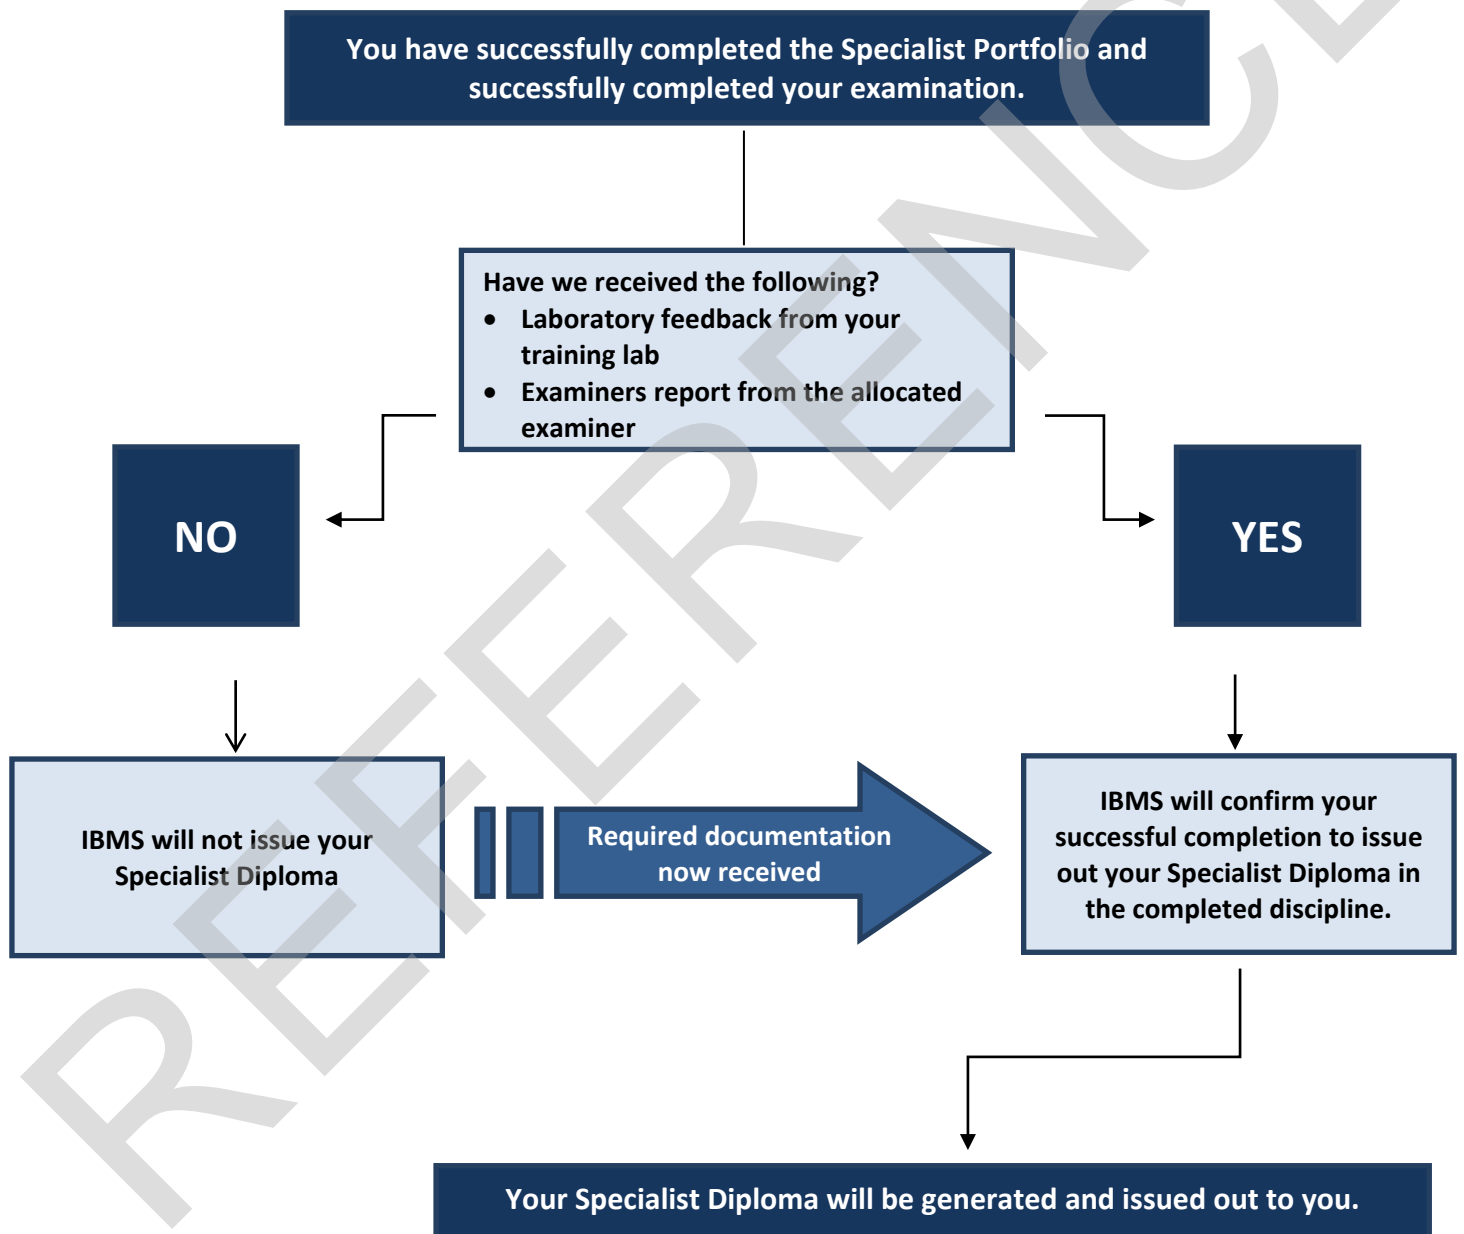 You have successfully completed the Specialist Portfolio and
successfully completed your examination.
Have we received the following?
• Laboratory feedback from your
training lab
• Examiners report from the allocated
examiner
NO
YES
IBMS will not issue your
Specialist Diploma
Required documentation
now received
IBMS will confirm your
successful completion to issue
out your Specialist Diploma in
the completed discipline.
Your Specialist Diploma will be generated and issued out to you.
REFERENCE